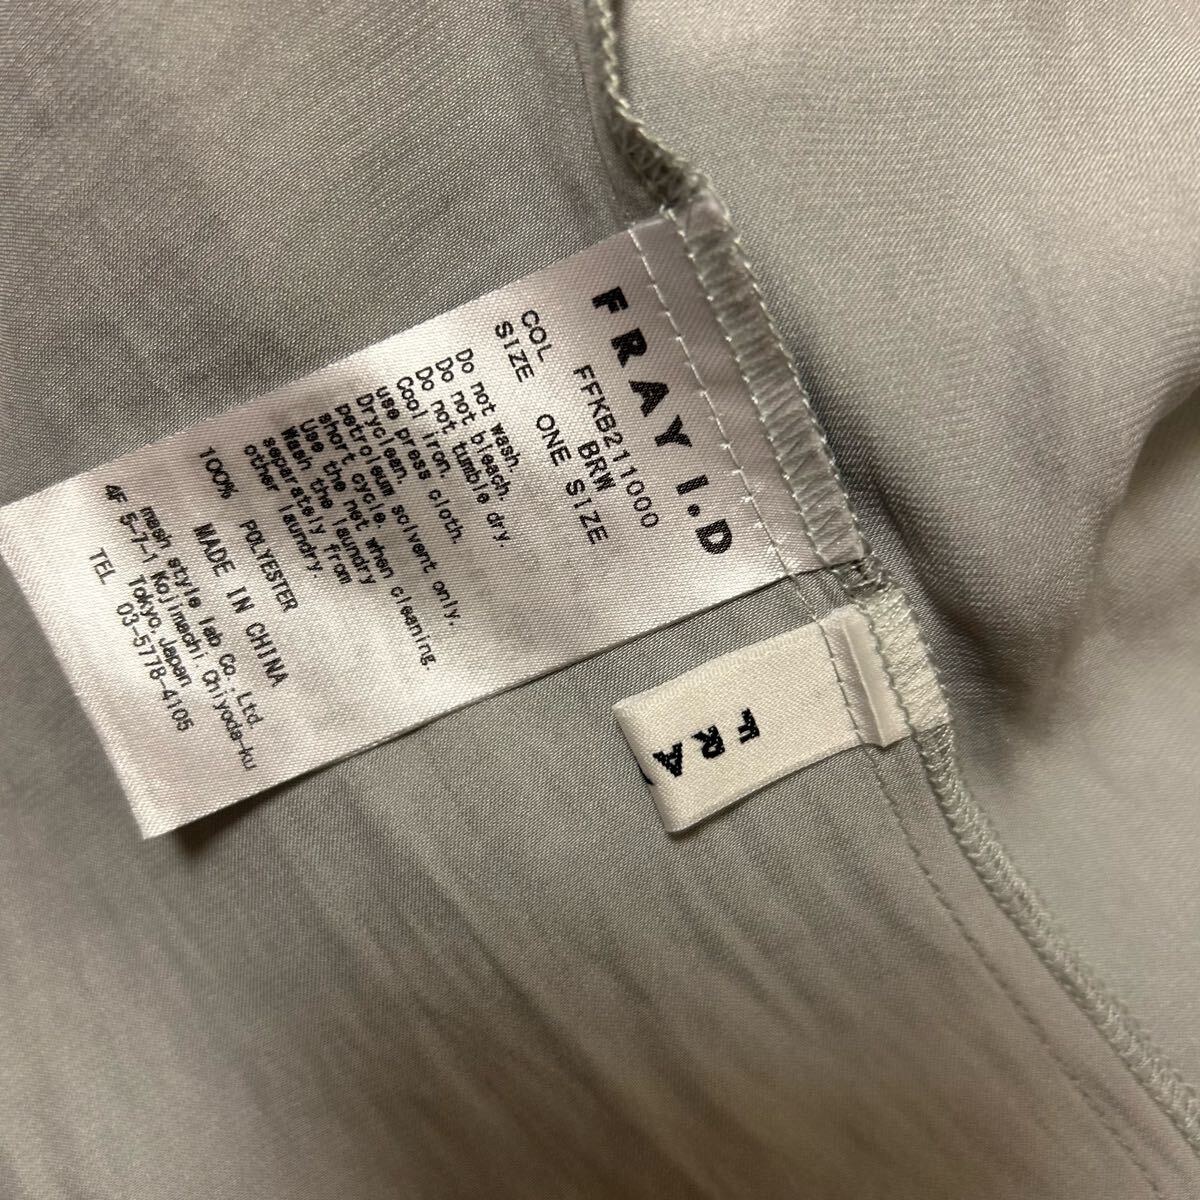 FRAY I.D
FFKB211000
COL BRW
SIZE ONE SIZE
Do not wash.
Do not bleach.
Do not tumble dry.
Cool iron.
use press cloth.
Dryclean.
petroleum solvent only.
short cycle.
Use the net when cleaning.
Wash the laundry
separately from
other laundry.
100% POLYESTER
MADE IN CHINA
mash style lab Co.;Ltd.
4F 5-7-1 Kojimachi Chiyoda-ku
Tokyo Japan
TEL 03-5778-4105
FRA